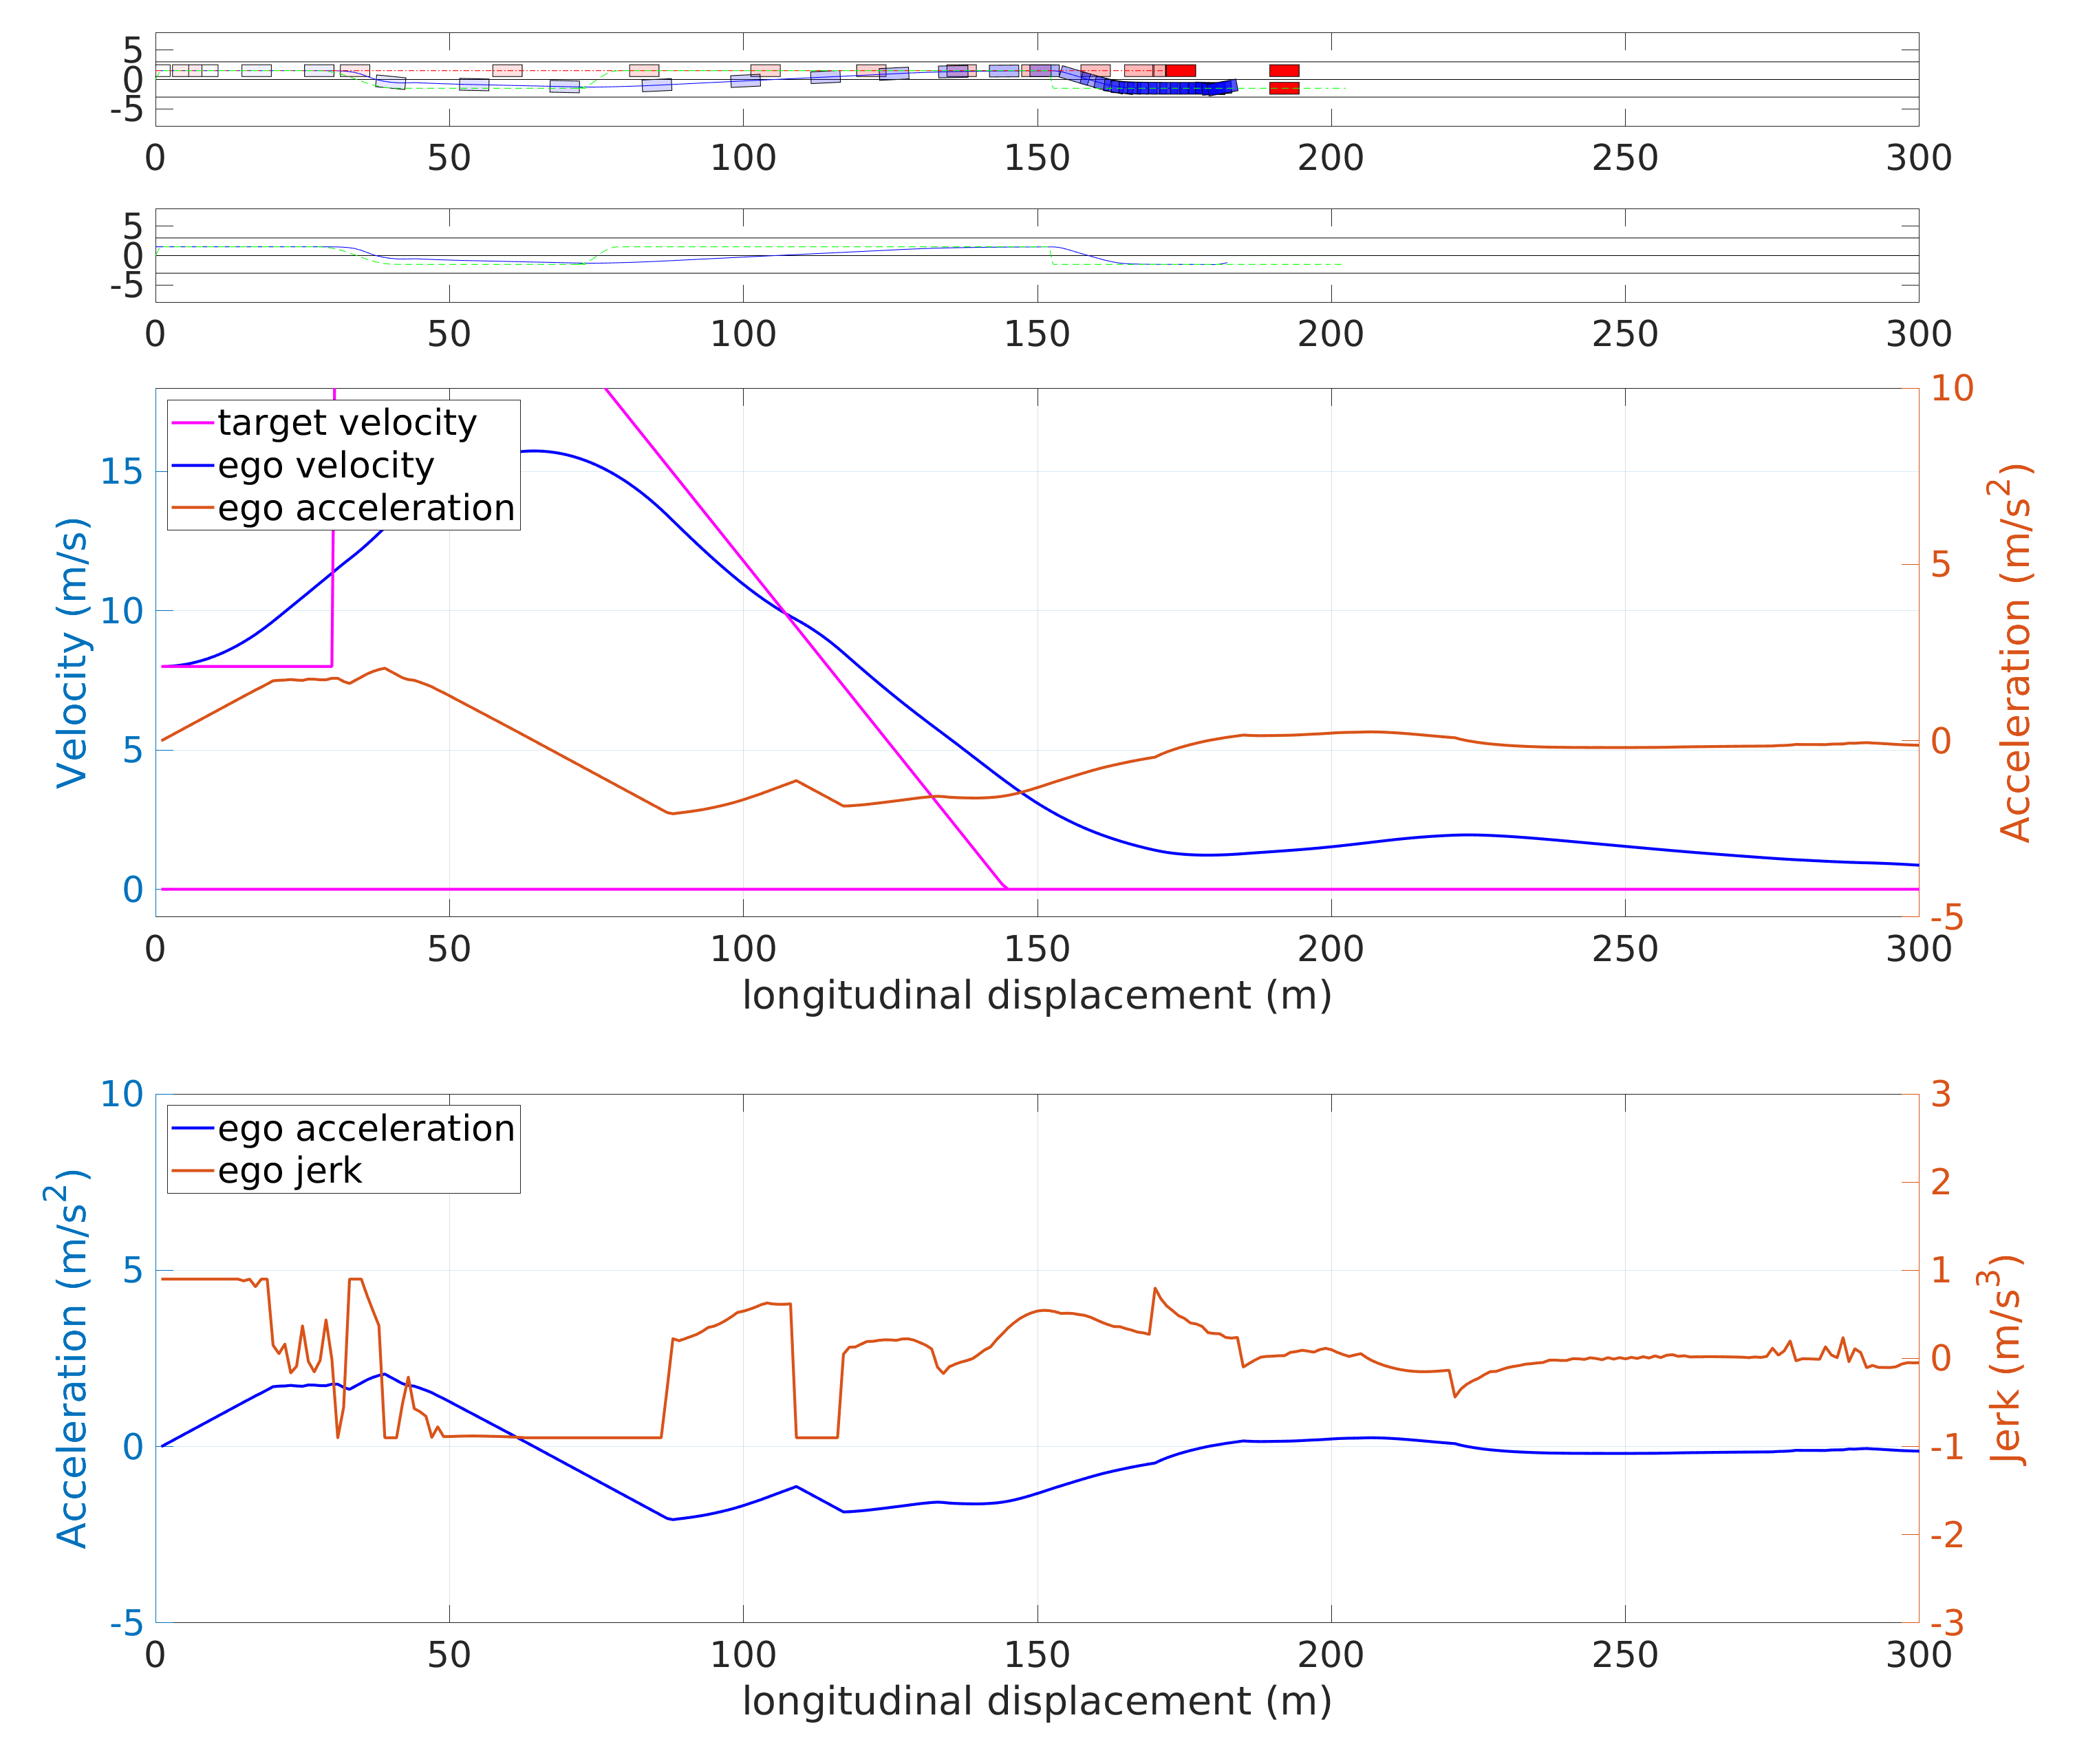 5
0
-5
0 50 100 150 200 250 300
5
0
-5
0 50 100 150 200 250 300
target velocity
ego velocity
ego acceleration
15
10
5
0
Velocity (m/s)
10
5
0
-5
Acceleration (m/s²)
0 50 100 150 200 250 300
longitudinal displacement (m)
ego acceleration
ego jerk
10
5
0
-5
Acceleration (m/s²)
3
2
1
0
-1
-2
-3
Jerk (m/s³)
0 50 100 150 200 250 300
longitudinal displacement (m)